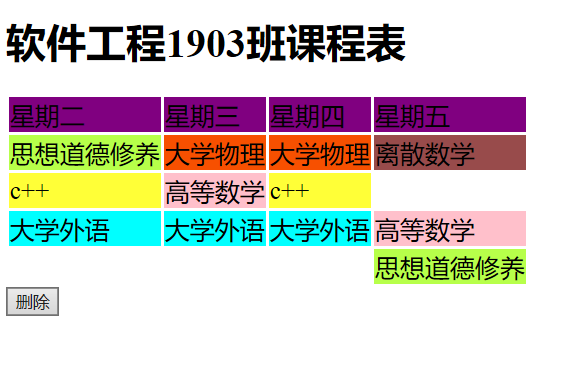 软件工程1903班课程表
星期二 星期三 星期四 星期五
思想道德修养 大学物理 大学物理 离散数学
c++ 高等数学 c++
大学外语 大学外语 大学外语 高等数学
思想道德修养
删除